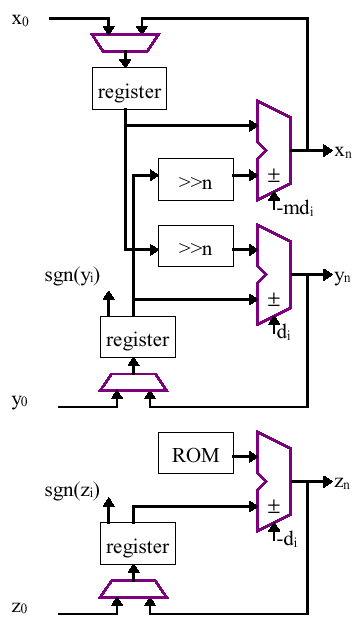 x0
register
xn
>>n
±
-mdi
>>n
sgn(yi)
yn
±
register
di
y0
ROM
zn
sgn(zi)
±
-di
register
z0